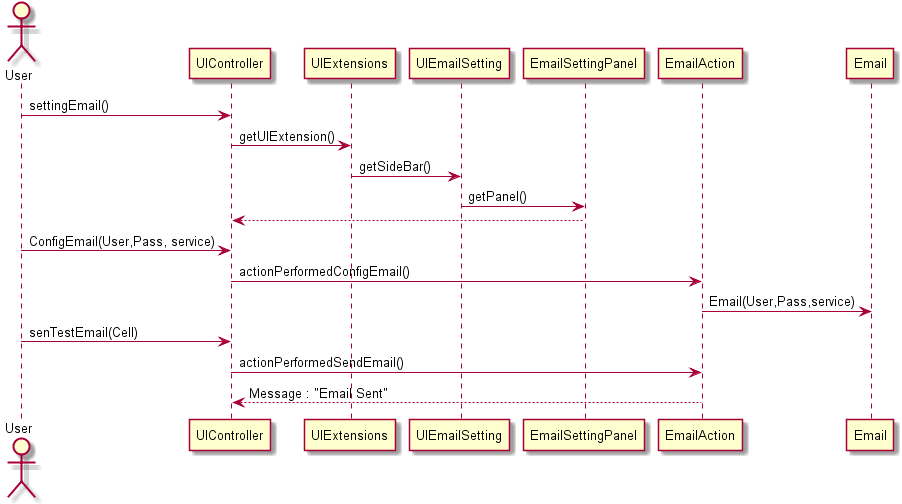 User
UIController
UIExtensions
UIEmailSetting
EmailSettingPanel
EmailAction
Email
settingEmail()
getUIExtension()
getSideBar()
getPanel()
ConfigEmail(User,Pass, service)
actionPerformedConfigEmail()
Email(User,Pass,service)
senTestEmail(Cell)
actionPerformedSendEmail()
Message : "Email Sent"
User
UIController
UIExtensions
UIEmailSetting
EmailSettingPanel
EmailAction
Email